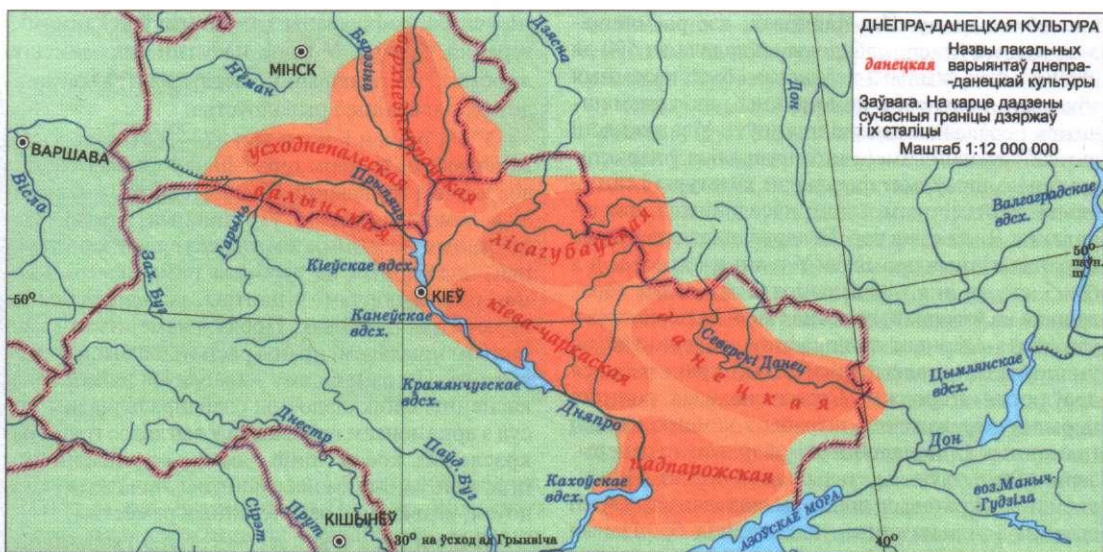 ДНЕПРА-ДАНЕЦКАЯ КУЛЬТУРА
данецкая
Назвы лакальных
варыянтаў днепра-
-данецкай культуры
Заўвага. На карце дадзены
сучасныя граніцы дзяржаў
і іх сталіцы
Маштаб 1:12 000 000
МІНСК
Нёман
Бярэзіна
Дзясна
Дон
верхнедняпроўская
ВАРШАВА
Вісла
усходнепалеская
Прыпяць
валынская
Гарынь
Зах. Буг
лісагубаўская
Валгаградскае
вдсх.
50°
паўн.
ш.
Кіеўскае вдсх.
КІЕЎ
50°
Канеўскае
вдсх.
кіева-чаркаская
данецкая
Северскі Данец
Цымлянскае
вдсх.
Крамянчугскае
вдсх.
Дняпро
Дон
Днестр
Паўд. Буг
надпарожская
Кахоўскае
вдсх.
воз. Маныч-
-Гудзіла
Сірэт
Прут
КІШЫНЕЎ
30° на ўсход ад Грынвіча
АЗОЎСКАЕ МОРА
40°